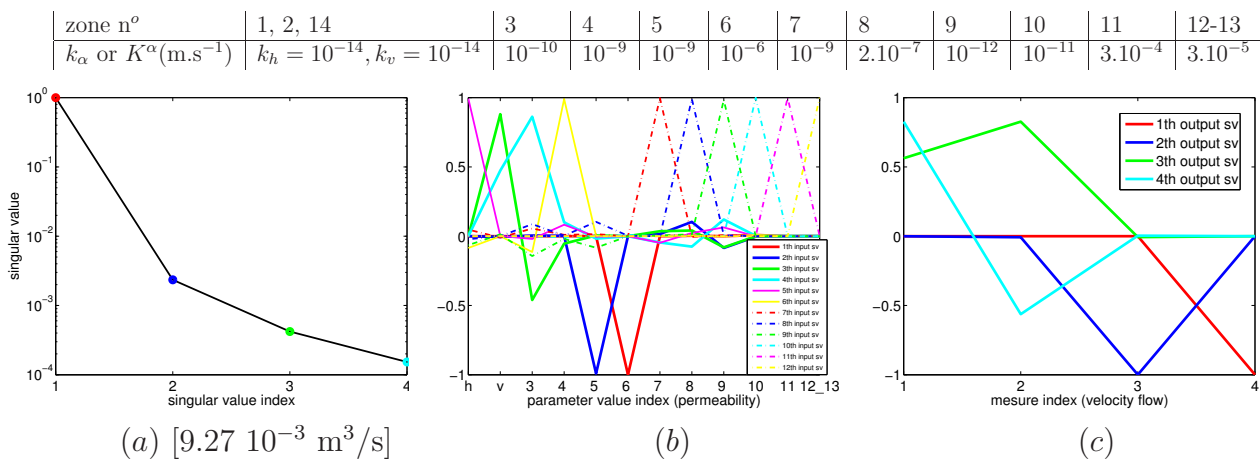 zone nº 1, 2, 14 3 4 5 6 7 8 9 10 11 12-13
k_α or K^α(m.s⁻¹) k_h = 10⁻¹⁴, k_v = 10⁻¹⁴ 10⁻¹⁰ 10⁻⁹ 10⁻⁹ 10⁻⁶ 10⁻⁹ 2.10⁻⁷ 10⁻¹² 10⁻¹¹ 3.10⁻⁴ 3.10⁻⁵
10⁰
10⁻¹
10⁻²
10⁻³
10⁻⁴
singular value
1 2 3 4
singular value index
(a) [9.27 10⁻³ m³/s]
1
0.5
0
−0.5
−1
1th input sv
2th input sv
3th input sv
4th input sv
5th input sv
6th input sv
7th input sv
8th input sv
9th input sv
10th input sv
11th input sv
12th input sv
h v 3 4 5 6 7 8 9 10 11 12_13
parameter value index (permeability)
(b)
1
0.5
0
−0.5
−1
1th output sv
2th output sv
3th output sv
4th output sv
1 2 3 4
mesure index (velocity flow)
(c)